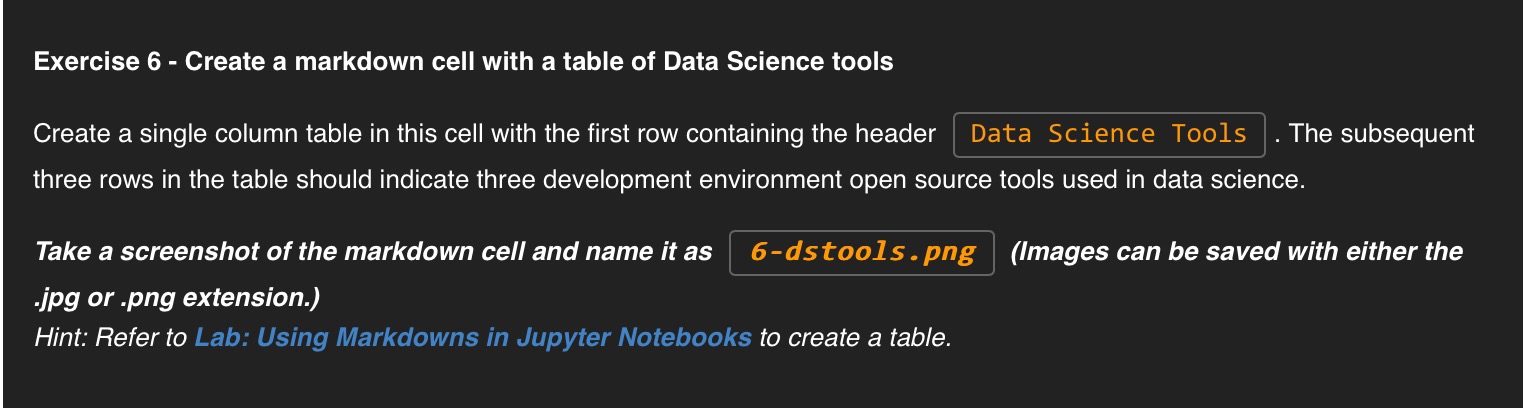 Exercise 6 - Create a markdown cell with a table of Data Science tools
Create a single column table in this cell with the first row containing the header Data Science Tools . The subsequent
three rows in the table should indicate three development environment open source tools used in data science.
Take a screenshot of the markdown cell and name it as 6-dstools.png (Images can be saved with either the
.jpg or .png extension.)
Hint: Refer to Lab: Using Markdowns in Jupyter Notebooks to create a table.